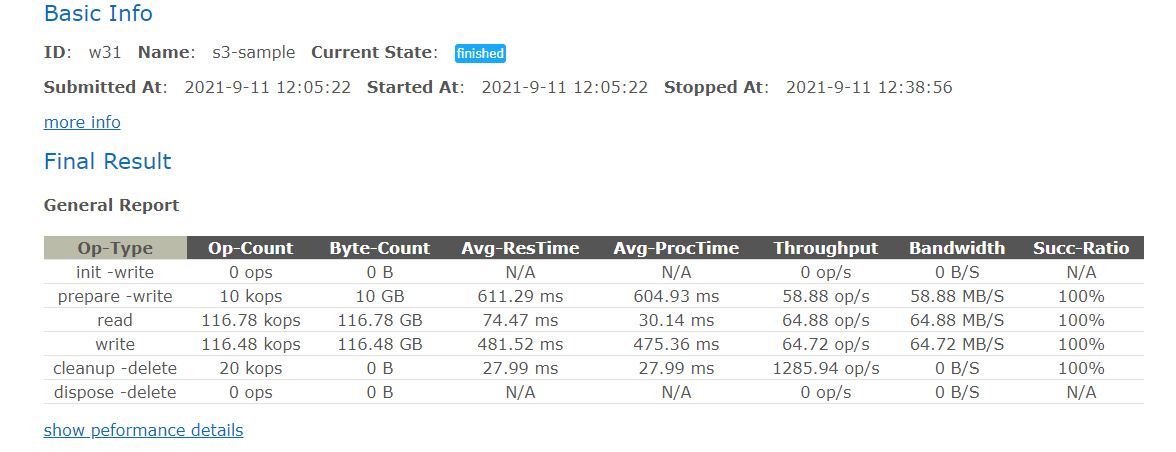 Basic Info
ID: w31 Name: s3-sample Current State: finished
Submitted At: 2021-9-11 12:05:22 Started At: 2021-9-11 12:05:22 Stopped At: 2021-9-11 12:38:56
more info
Final Result
General Report
Op-Type Op-Count Byte-Count Avg-ResTime Avg-ProcTime Throughput Bandwidth Succ-Ratio
init -write 0 ops 0 B N/A N/A 0 op/s 0 B/S N/A
prepare -write 10 kops 10 GB 611.29 ms 604.93 ms 58.88 op/s 58.88 MB/S 100%
read 116.78 kops 116.78 GB 74.47 ms 30.14 ms 64.88 op/s 64.88 MB/S 100%
write 116.48 kops 116.48 GB 481.52 ms 475.36 ms 64.72 op/s 64.72 MB/S 100%
cleanup -delete 20 kops 0 B 27.99 ms 27.99 ms 1285.94 op/s 0 B/S 100%
dispose -delete 0 ops 0 B N/A N/A 0 op/s 0 B/S N/A
show peformance details